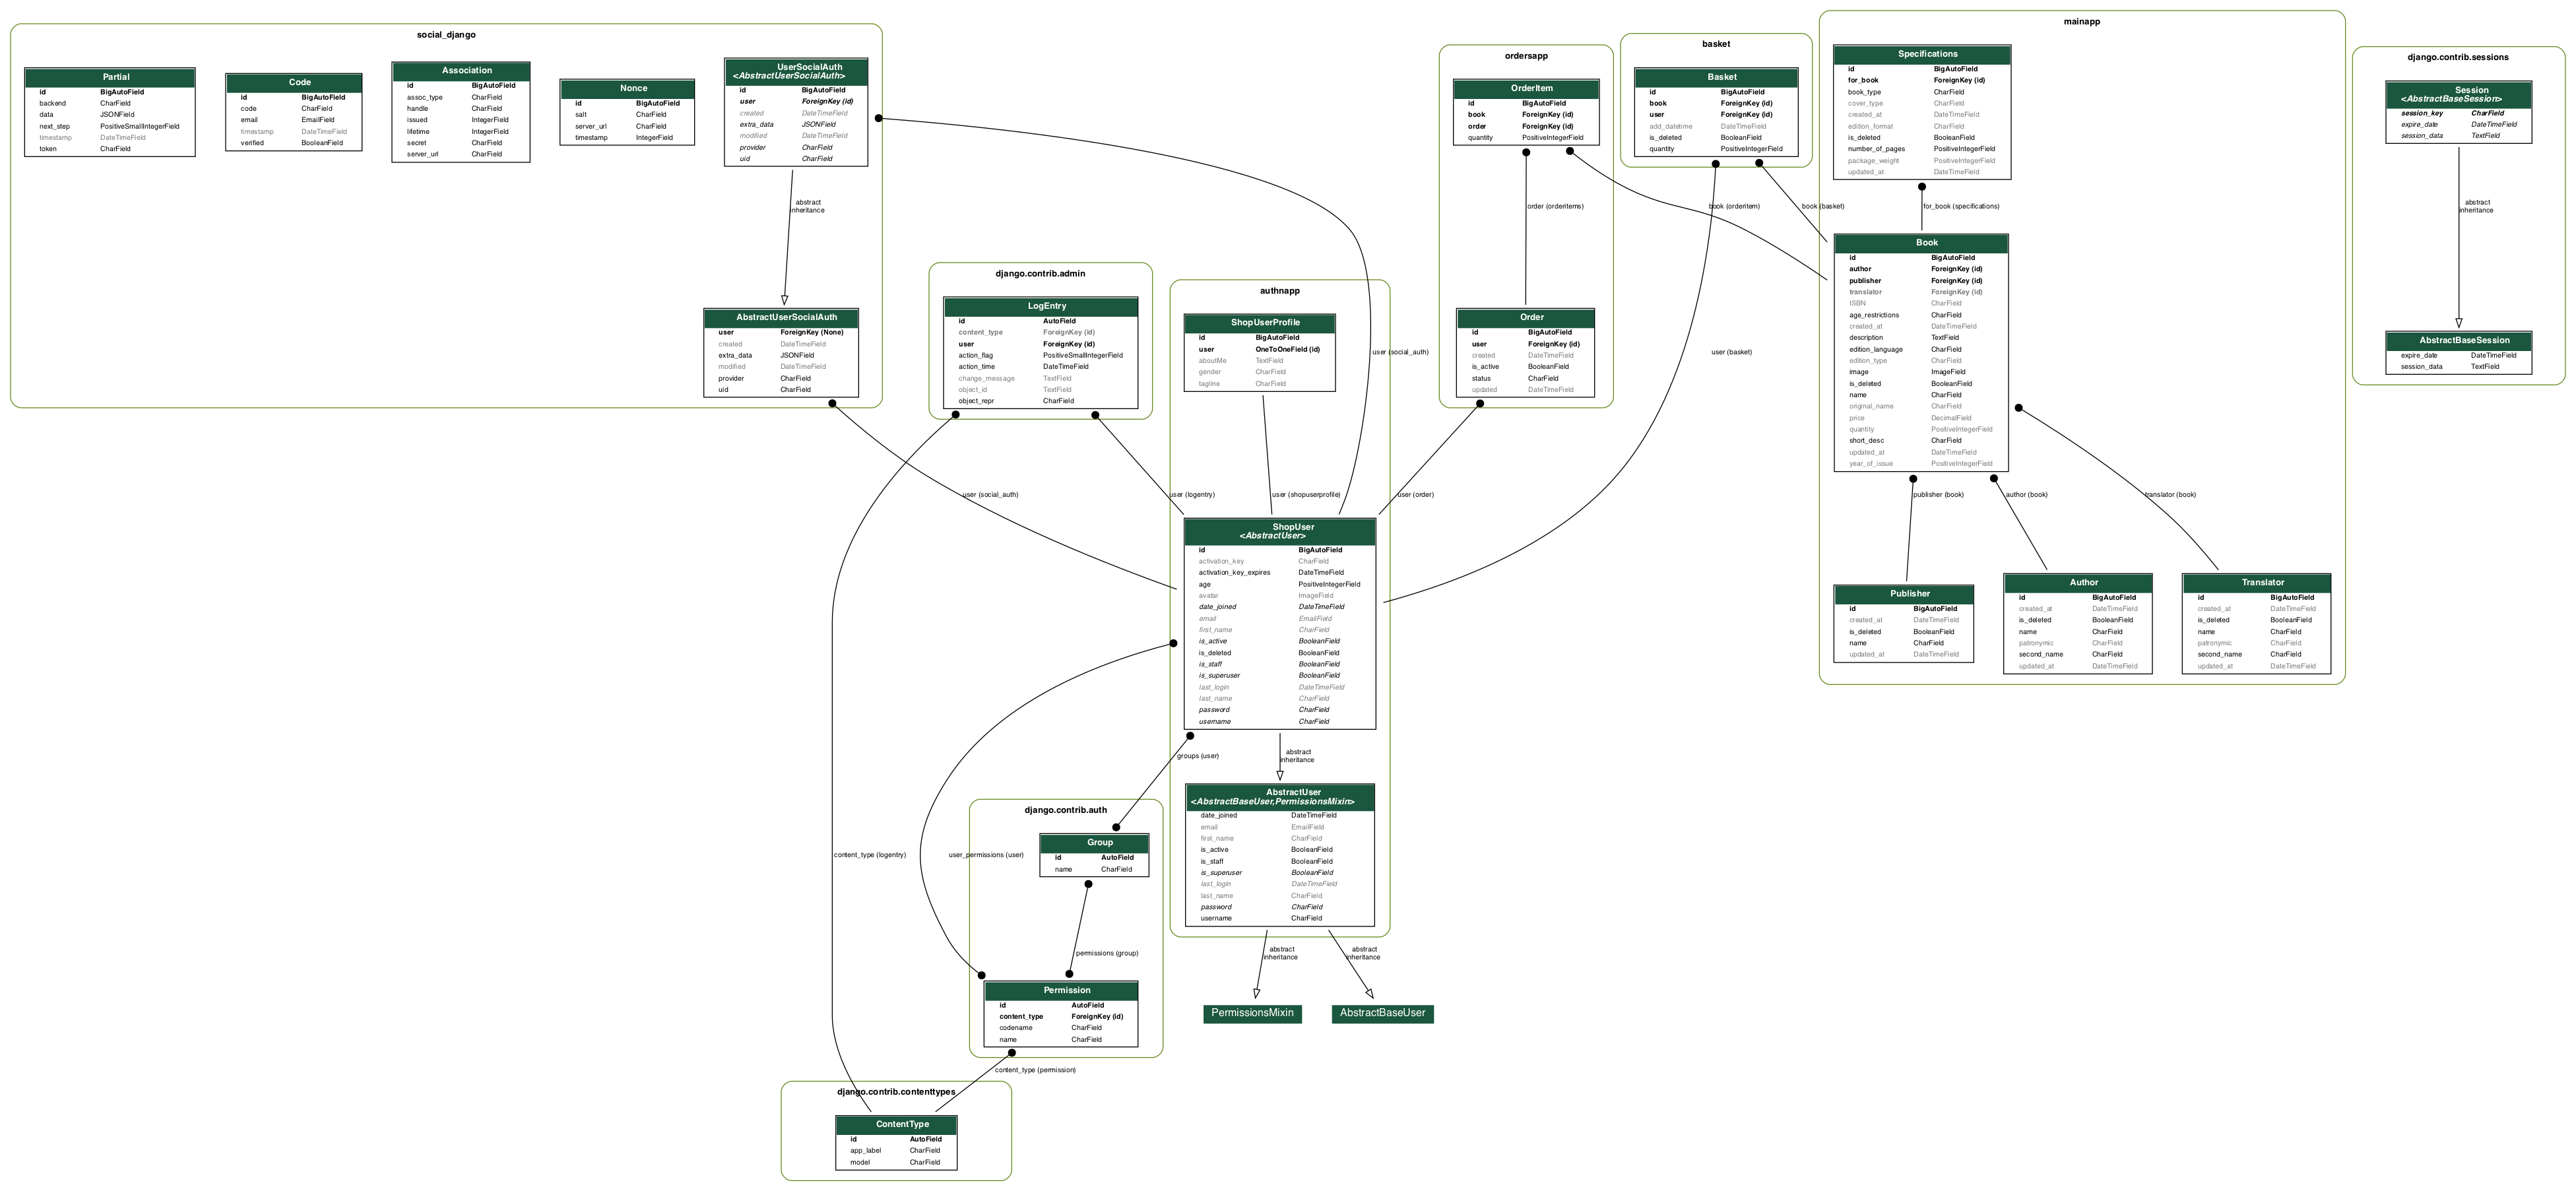 social_django
Partial
id BigAutoField
backend CharField
data JSONField
next_step PositiveSmallIntegerField
timestamp DateTimeField
token CharField
Code
id BigAutoField
code CharField
email EmailField
timestamp DateTimeField
verified BooleanField
Association
id BigAutoField
assoc_type CharField
handle CharField
issued IntegerField
lifetime IntegerField
secret CharField
server_url CharField
Nonce
id BigAutoField
salt CharField
server_url CharField
timestamp IntegerField
UserSocialAuth
<AbstractUserSocialAuth>
id BigAutoField
user ForeignKey (id)
created DateTimeField
extra_data JSONField
modified DateTimeField
provider CharField
uid CharField
abstract
inheritance
AbstractUserSocialAuth
user ForeignKey (None)
created DateTimeField
extra_data JSONField
modified DateTimeField
provider CharField
uid CharField
user (social_auth)
django.contrib.admin
LogEntry
id AutoField
content_type ForeignKey (id)
user ForeignKey (id)
action_flag PositiveSmallIntegerField
action_time DateTimeField
change_message TextField
object_id TextField
object_repr CharField
user (logentry)
content_type (logentry)
authnapp
ShopUserProfile
id BigAutoField
user OneToOneField (id)
aboutMe TextField
gender CharField
tagline CharField
user (shopuserprofile)
user (social_auth)
ShopUser
<AbstractUser>
id BigAutoField
activation_key CharField
activation_key_expires DateTimeField
age PositiveIntegerField
avatar ImageField
date_joined DateTimeField
email EmailField
first_name CharField
is_active BooleanField
is_deleted BooleanField
is_staff BooleanField
is_superuser BooleanField
last_login DateTimeField
last_name CharField
password CharField
username CharField
groups (user)
abstract
inheritance
AbstractUser
<AbstractBaseUser,PermissionsMixin>
date_joined DateTimeField
email EmailField
first_name CharField
is_active BooleanField
is_staff BooleanField
is_superuser BooleanField
last_login DateTimeField
last_name CharField
password CharField
username CharField
abstract
inheritance
abstract
inheritance
PermissionsMixin
AbstractBaseUser
django.contrib.auth
Group
id AutoField
name CharField
user_permissions (user)
permissions (group)
Permission
id AutoField
content_type ForeignKey (id)
codename CharField
name CharField
content_type (permission)
django.contrib.contenttypes
ContentType
id AutoField
app_label CharField
model CharField
ordersapp
OrderItem
id BigAutoField
book ForeignKey (id)
order ForeignKey (id)
quantity PositiveIntegerField
order (orderitems)
book (orderitem)
Order
id BigAutoField
user ForeignKey (id)
created DateTimeField
is_active BooleanField
status CharField
updated DateTimeField
user (order)
basket
Basket
id BigAutoField
book ForeignKey (id)
user ForeignKey (id)
add_datetime DateTimeField
is_deleted BooleanField
quantity PositiveIntegerField
book (basket)
user (basket)
mainapp
Specifications
id BigAutoField
for_book ForeignKey (id)
book_type CharField
cover_type CharField
created_at DateTimeField
edition_format CharField
is_deleted BooleanField
number_of_pages PositiveIntegerField
package_weight PositiveIntegerField
updated_at DateTimeField
for_book (specifications)
Book
id BigAutoField
author ForeignKey (id)
publisher ForeignKey (id)
translator ForeignKey (id)
ISBN CharField
age_restrictions CharField
created_at DateTimeField
description TextField
edition_language CharField
edition_type CharField
image ImageField
is_deleted BooleanField
name CharField
original_name CharField
price DecimalField
quantity PositiveIntegerField
short_desc CharField
updated_at DateTimeField
year_of_issue PositiveIntegerField
publisher (book)
author (book)
translator (book)
Publisher
id BigAutoField
created_at DateTimeField
is_deleted BooleanField
name CharField
updated_at DateTimeField
Author
id BigAutoField
created_at DateTimeField
is_deleted BooleanField
name CharField
patronymic CharField
second_name CharField
updated_at DateTimeField
Translator
id BigAutoField
created_at DateTimeField
is_deleted BooleanField
name CharField
patronymic CharField
second_name CharField
updated_at DateTimeField
django.contrib.sessions
Session
<AbstractBaseSession>
session_key CharField
expire_date DateTimeField
session_data TextField
abstract
inheritance
AbstractBaseSession
expire_date DateTimeField
session_data TextField